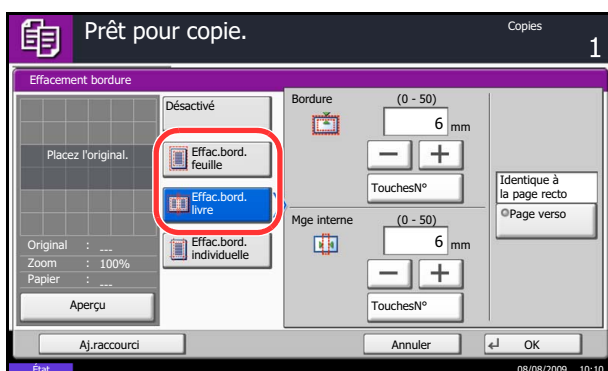 Prêt pour copie.
Copies
1
Effacement bordure
Placez l'original.
Original : ---
Zoom : 100%
Papier : ---
Aperçu
Désactivé
Effac.bord.
feuille
Effac.bord.
livre
Effac.bord.
individuelle
Bordure
(0 - 50)
6 mm
TouchesN°
Mge interne
(0 - 50)
6 mm
TouchesN°
Identique à
la page recto
Page verso
Aj.raccourci
Annuler
OK
État
08/08/2009 10:10